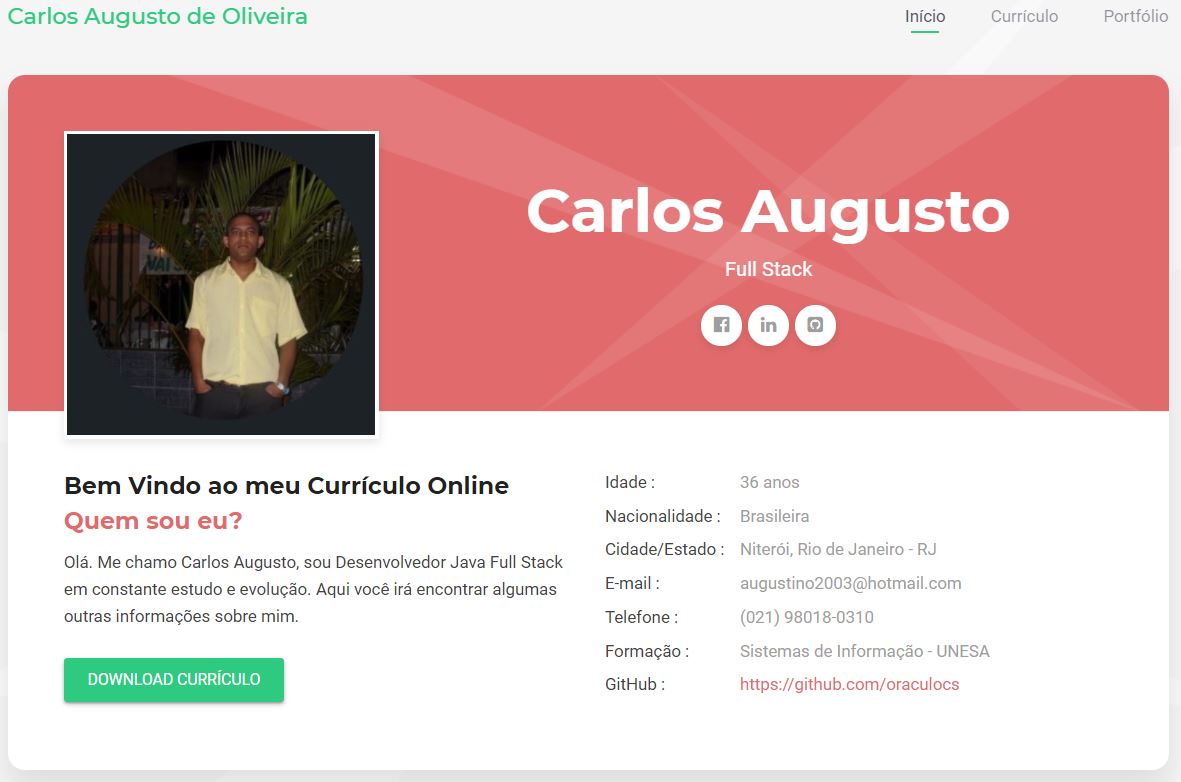 Carlos Augusto de Oliveira
Início Currículo Portfólio
Carlos Augusto
Full Stack
Bem Vindo ao meu Currículo Online
Quem sou eu?
Olá. Me chamo Carlos Augusto, sou Desenvolvedor Java Full Stack
em constante estudo e evolução. Aqui você irá encontrar algumas
outras informações sobre mim.
DOWNLOAD CURRÍCULO
Idade : 36 anos
Nacionalidade : Brasileira
Cidade/Estado : Niterói, Rio de Janeiro - RJ
E-mail : augustino2003@hotmail.com
Telefone : (021) 98018-0310
Formação : Sistemas de Informação - UNESA
GitHub : https://github.com/oraculocs